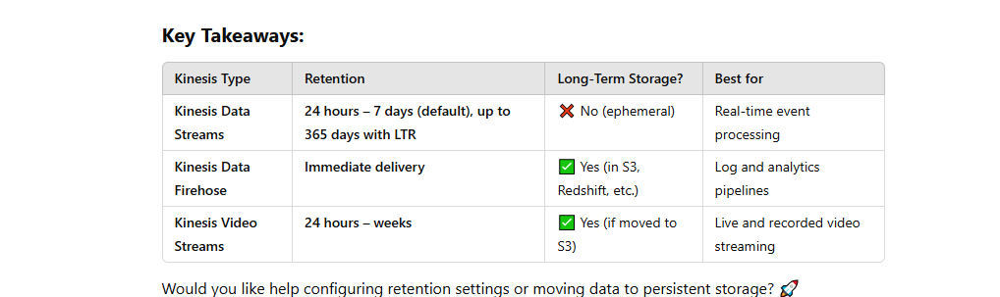 Key Takeaways:
Kinesis Type Retention Long-Term Storage? Best for
Kinesis Data 24 hours – 7 days (default), up to ❌ No (ephemeral) Real-time event
Streams 365 days with LTR processing
Kinesis Data Immediate delivery ✅ Yes (in S3, Log and analytics
Firehose Redshift, etc.) pipelines
Kinesis Video 24 hours – weeks ✅ Yes (if moved to Live and recorded video
Streams S3) streaming
Would you like help configuring retention settings or moving data to persistent storage? 🚀